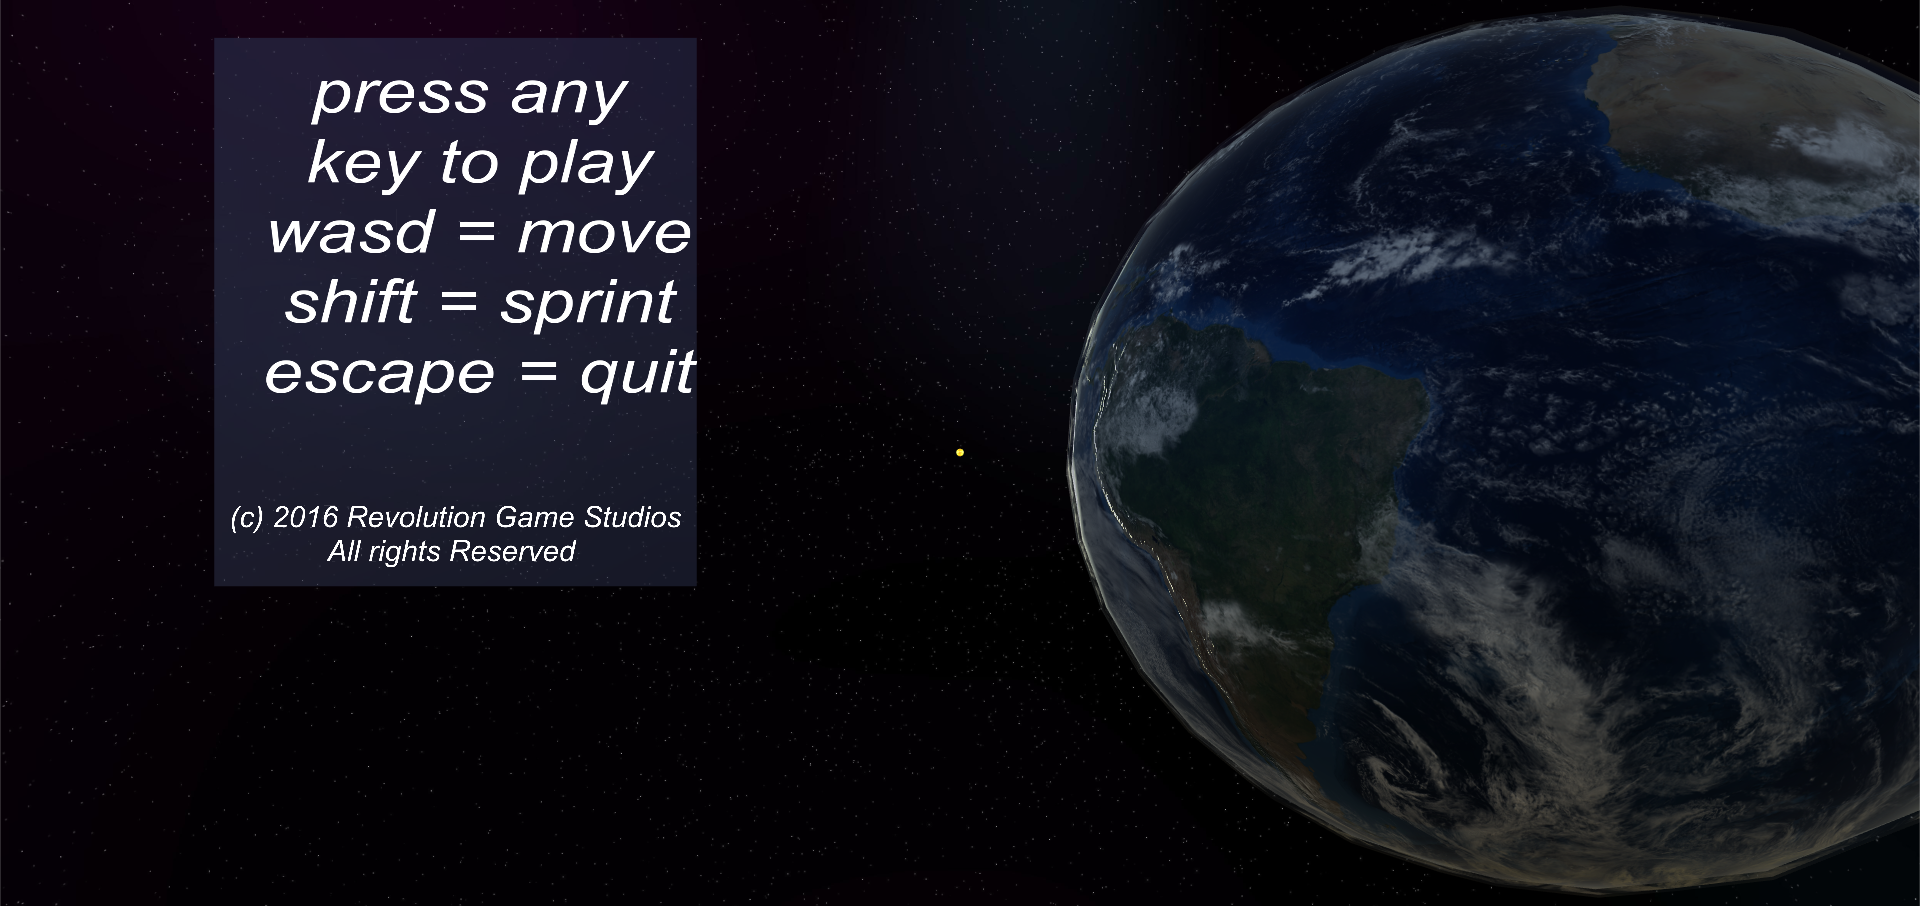 press any
key to play
wasd = move
shift = sprint
escape = quit
(c) 2016 Revolution Game Studios
All rights Reserved